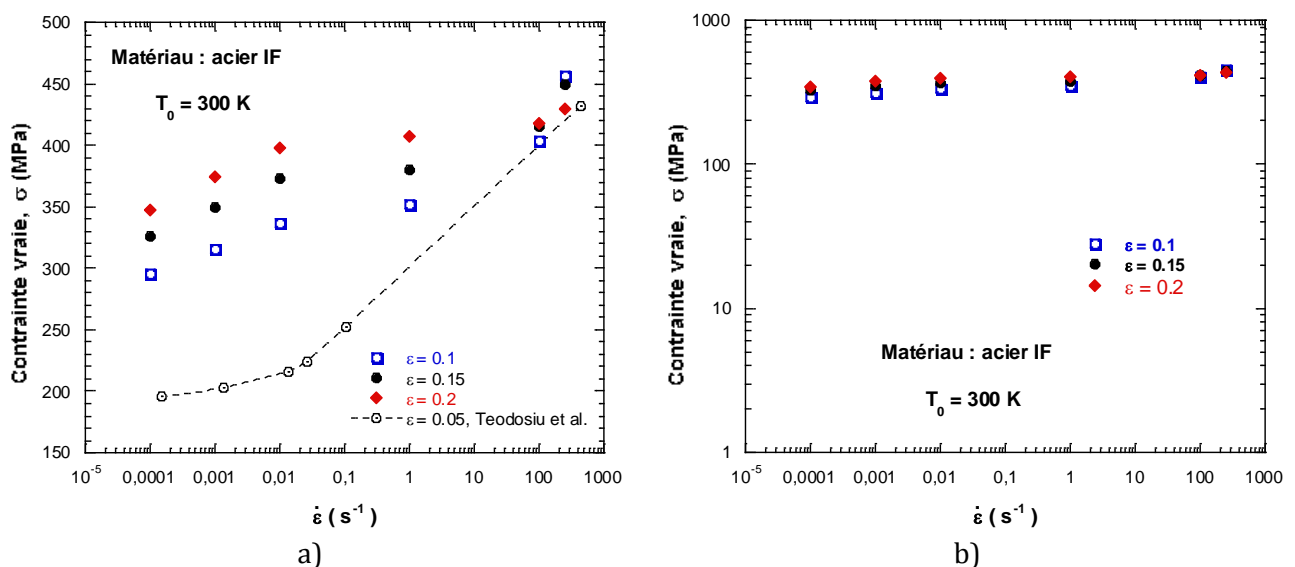 500
450
400
350
300
250
200
150
Contrainte vraie, σ (MPa)
Matériau : acier IF
T₀ = 300 K
ε = 0.1
ε = 0.15
ε = 0.2
ε = 0.05, Teodosiu et al.
10⁻⁵ 0,0001 0,001 0,01 0,1 1 10 100 1000
ε̇ ( s⁻¹ )
a)
1000
100
10
1
Contrainte vraie, σ (MPa)
ε = 0.1
ε = 0.15
ε = 0.2
Matériau : acier IF
T₀ = 300 K
10⁻⁵ 0,0001 0,001 0,01 0,1 1 10 100 1000
ε̇ ( s⁻¹ )
b)